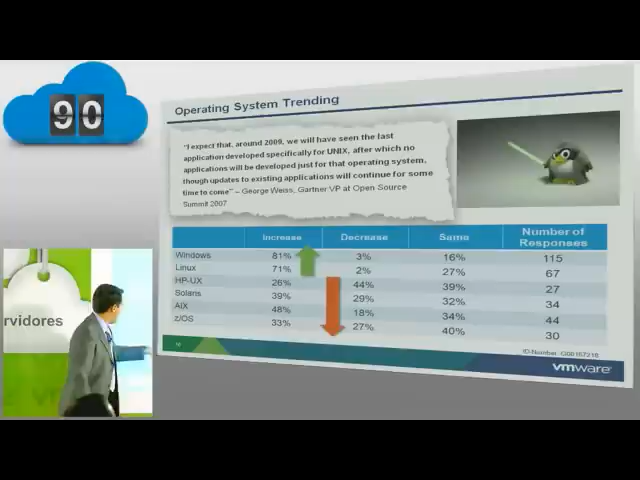 90
Operating System Trending
"I expect that, around 2009, we will have seen the last
application developed specifically for UNIX, after which no
applications will be developed just for that operating system,
though updates to existing applications will continue for some
time to come" – George Weiss, Gartner VP at Open Source
Summit 2007
Increase Decrease Same Number of Responses
Windows 81% 3% 16% 115
Linux 71% 2% 27% 67
HP-UX 26% 44% 39% 27
Solaris 39% 29% 32% 34
AIX 48% 18% 34% 44
z/OS 33% 27% 40% 30
ID Number:
vmware
rvidores